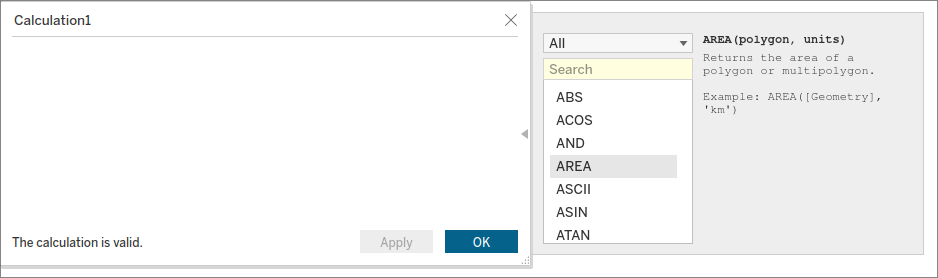 Calculation1
The calculation is valid.
Apply
OK
All
Search
ABS
ACOS
AND
AREA
ASCII
ASIN
ATAN
AREA(polygon, units)
Returns the area of a
polygon or multipolygon.
Example: AREA([Geometry],
'km')